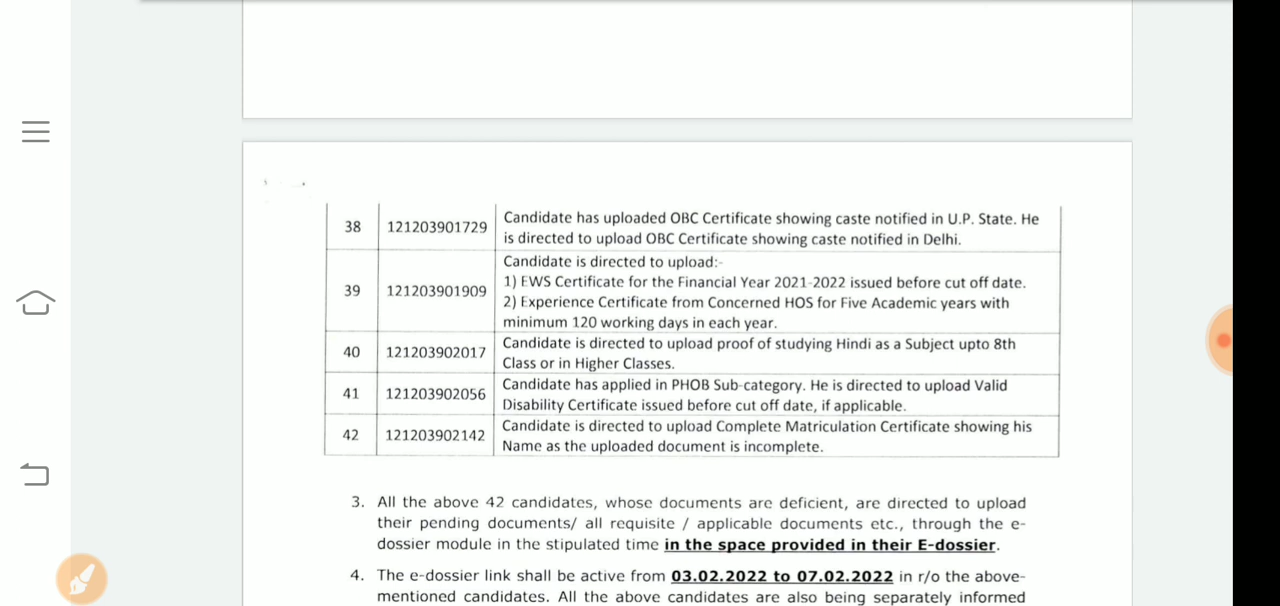 38 121203901729 Candidate has uploaded OBC Certificate showing caste notified in U.P. State. He
is directed to upload OBC Certificate showing caste notified in Delhi.
39 121203901909 Candidate is directed to upload:-
1) EWS Certificate for the Financial Year 2021-2022 issued before cut off date.
2) Experience Certificate from Concerned HOS for Five Academic years with
minimum 120 working days in each year.
40 121203902017 Candidate is directed to upload proof of studying Hindi as a Subject upto 8th
Class or in Higher Classes.
41 121203902056 Candidate has applied in PHOB Sub-category. He is directed to upload Valid
Disability Certificate issued before cut off date, if applicable.
42 121203902142 Candidate is directed to upload Complete Matriculation Certificate showing his
Name as the uploaded document is incomplete.
3. All the above 42 candidates, whose documents are deficient, are directed to upload
their pending documents/ all requisite / applicable documents etc., through the e-
dossier module in the stipulated time in the space provided in their E-dossier.
4. The e-dossier link shall be active from 03.02.2022 to 07.02.2022 in r/o the above-
mentioned candidates. All the above candidates are also being separately informed